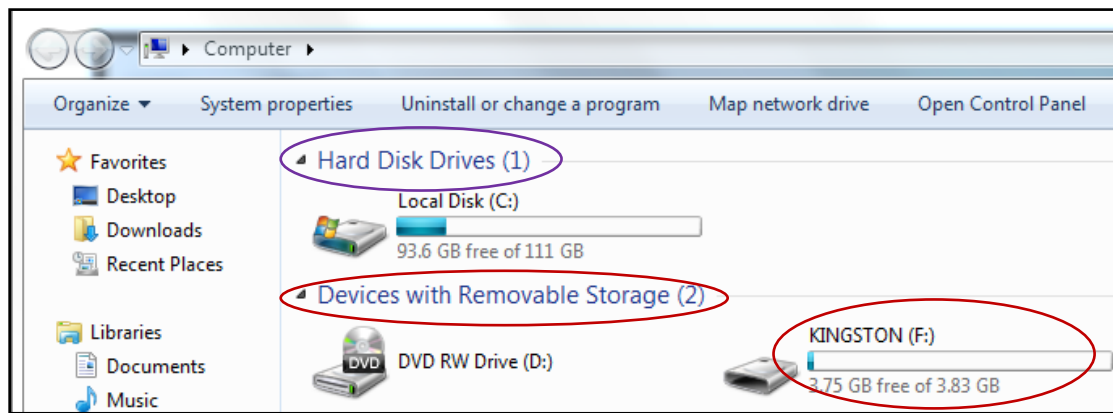 Computer
Organize System properties Uninstall or change a program Map network drive Open Control Panel
Favorites
Desktop
Downloads
Recent Places
Libraries
Documents
Music
Hard Disk Drives (1)
Local Disk (C:)
93.6 GB free of 111 GB
Devices with Removable Storage (2)
DVD
DVD RW Drive (D:)
KINGSTON (F:)
3.75 GB free of 3.83 GB